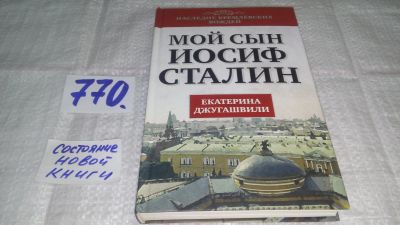 НАСЛЕДИЕ КРЕМЛЕВСКИХ
ВОЖДЕЙ
МОЙ СЫН
ИОСИФ
СТАЛИН
ЕКАТЕРИНА
ДЖУГАШВИЛИ
770.
СОСТОЯНИЕ
НОВОЙ
КНИГИ